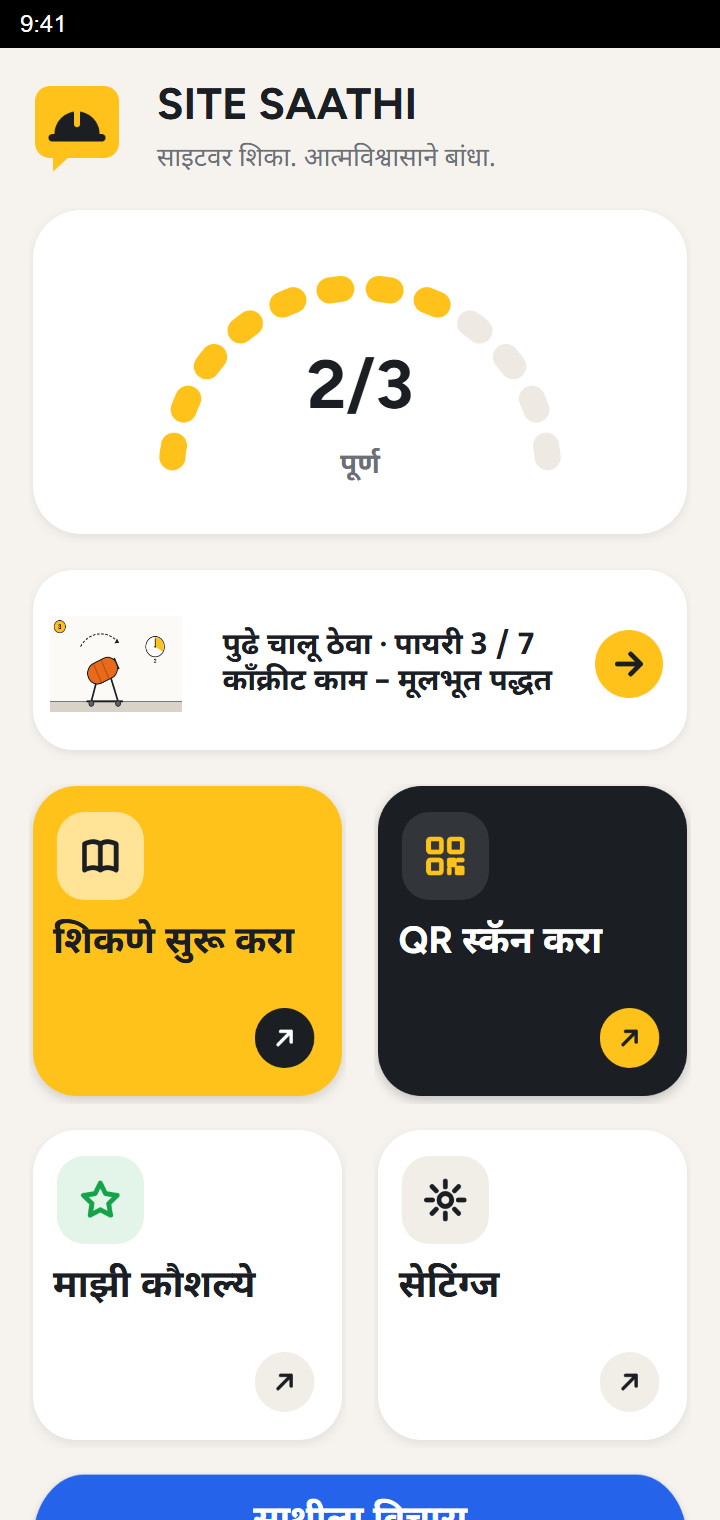 9:41
SITE SAATHI
साइटवर शिका. आत्मविश्वासाने बांधा.
2/3
पूर्ण
3
पुढे चालू ठेवा · पायरी 3 / 7
काँक्रीट काम – मूलभूत पद्धत
शिकणे सुरू करा
QR स्कॅन करा
माझी कौशल्ये
सेटिंग्ज
साथीला विचारा